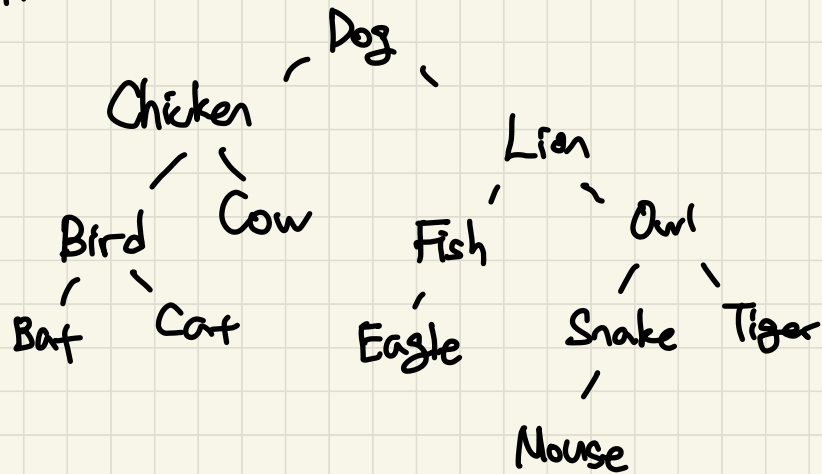 Dog
Chicken
Lion
Bird
Cow
Fish
Owl
Bat
Cat
Eagle
Snake
Tiger
Mouse